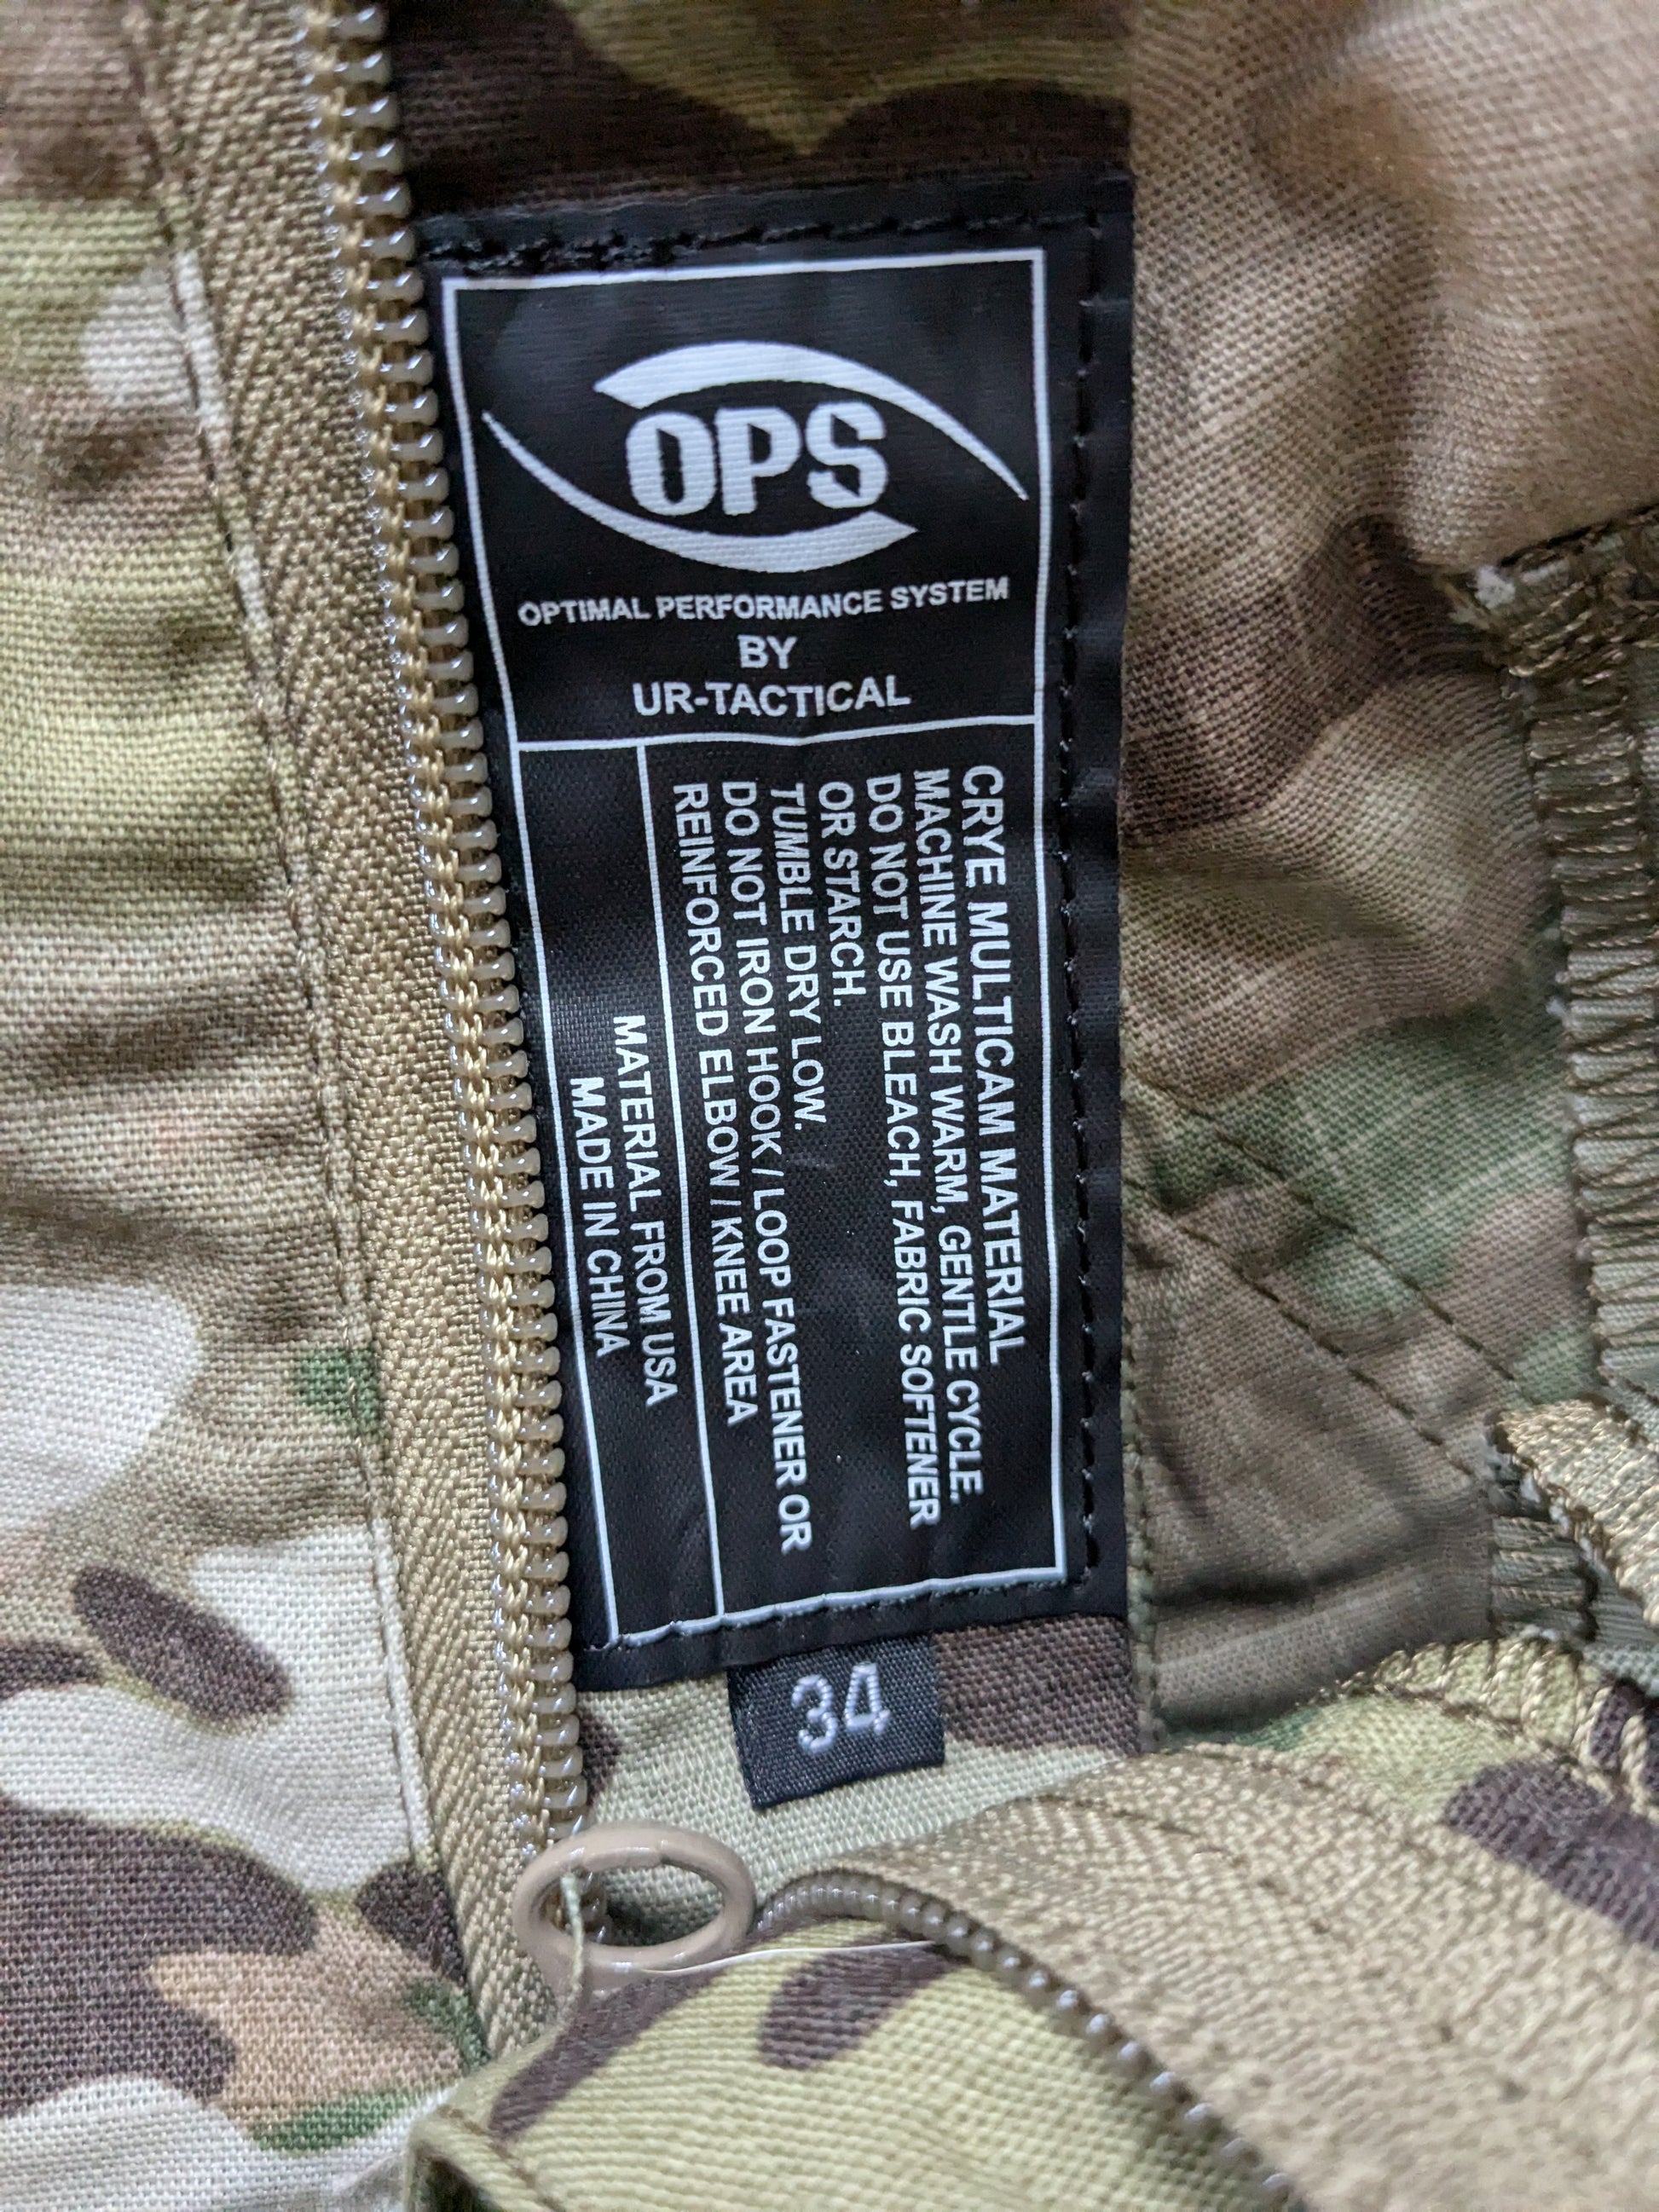 OPS
OPTIMAL PERFORMANCE SYSTEM
BY
UR-TACTICAL
CRYE MULTICAM MATERIAL
MACHINE WASH WARM, GENTLE CYCLE.
DO NOT USE BLEACH, FABRIC SOFTENER
OR STARCH.
TUMBLE DRY LOW.
DO NOT IRON HOOK / LOOP FASTENER OR
REINFORCED ELBOW / KNEE AREA
MATERIAL FROM USA
MADE IN CHINA
34